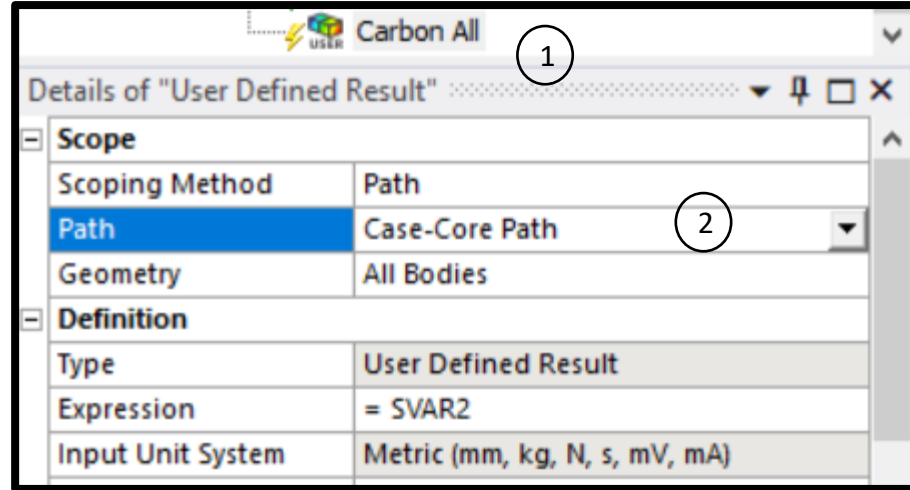 USER Carbon All
1
Details of "User Defined Result"
Scope
Scoping Method Path
Path Case-Core Path 2
Geometry All Bodies
Definition
Type User Defined Result
Expression = SVAR2
Input Unit System Metric (mm, kg, N, s, mV, mA)